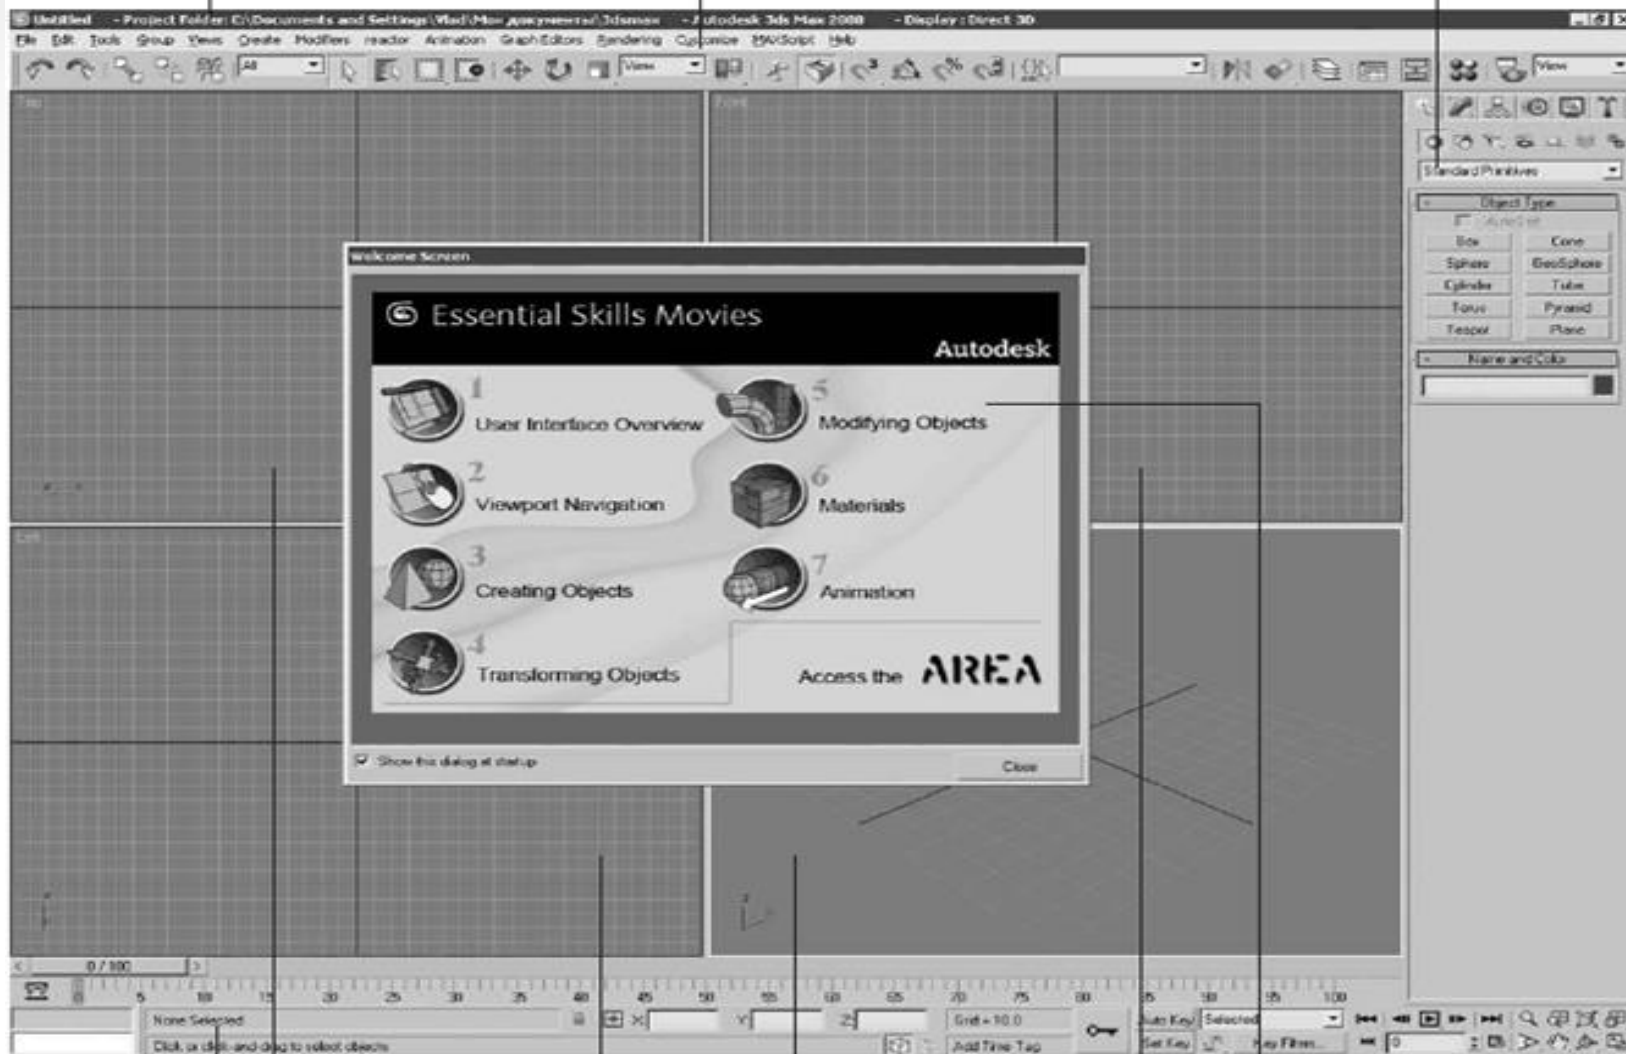 Untitled - Project Folder: C:\Documents and Settings\Vlad\Мои документы\3dsmax - Autodesk 3ds Max 2008 - Display : Direct 3D
File Edit Tools Group Views Create Modifiers reactor Animation Graph Editors Rendering Customize MAXScript Help
All View View
Top Front
Standard Primitives
Object Type
AutoGrid
Box Cone
Sphere GeoSphere
Cylinder Tube
Torus Pyramid
Teapot Plane
Name and Color
Welcome Screen
Essential Skills Movies
Autodesk
1 User Interface Overview
2 Viewport Navigation
3 Creating Objects
4 Transforming Objects
5 Modifying Objects
6 Materials
7 Animation
Access the AREA
Show this dialog at startup
Close
Left
0 / 100
0 5 10 15 20 25 30 35 40 45 50 55 60 65 70 75 80 85 90 95 100
None Selected X: Y: Z: Grid = 10.0 Auto Key Selected
Click or click-and-drag to select objects Add Time Tag Set Key Key Filters... 0